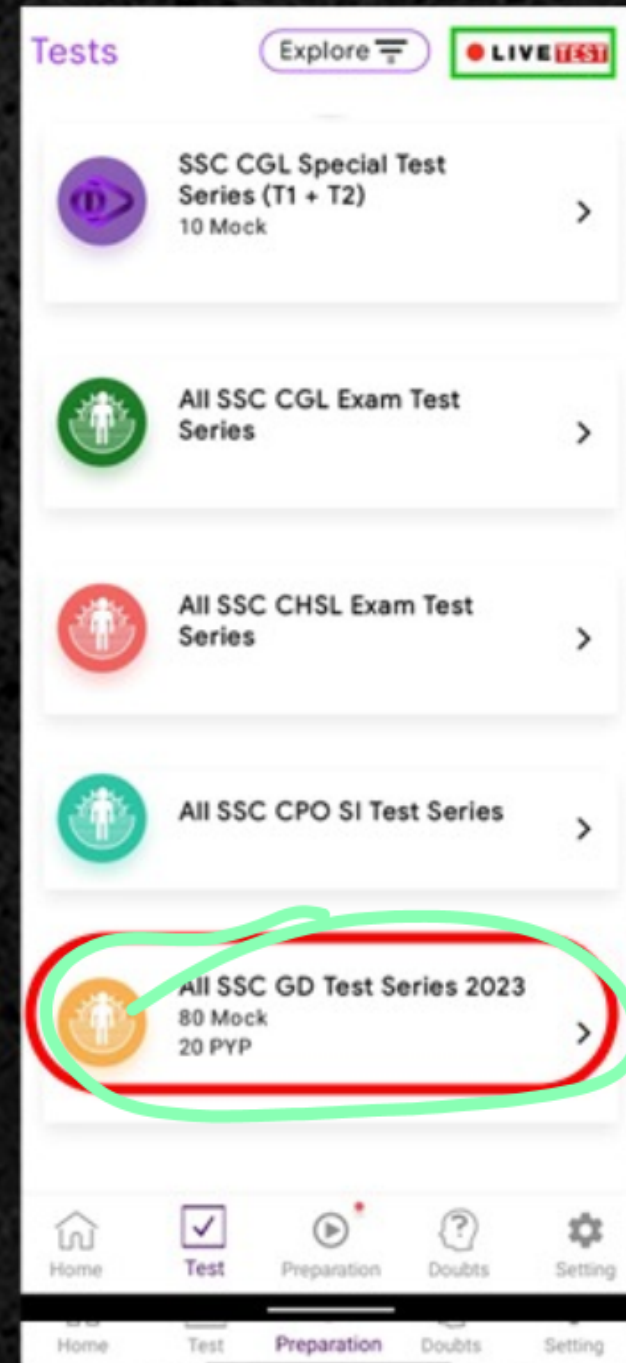 Tests
Explore
LIVE TEST
SSC CGL Special Test
Series (T1 + T2)
10 Mock
All SSC CGL Exam Test
Series
All SSC CHSL Exam Test
Series
All SSC CPO SI Test Series
All SSC GD Test Series 2023
80 Mock
20 PYP
Home
Test
Preparation
Doubts
Setting
Home
Test
Preparation
Doubts
Setting